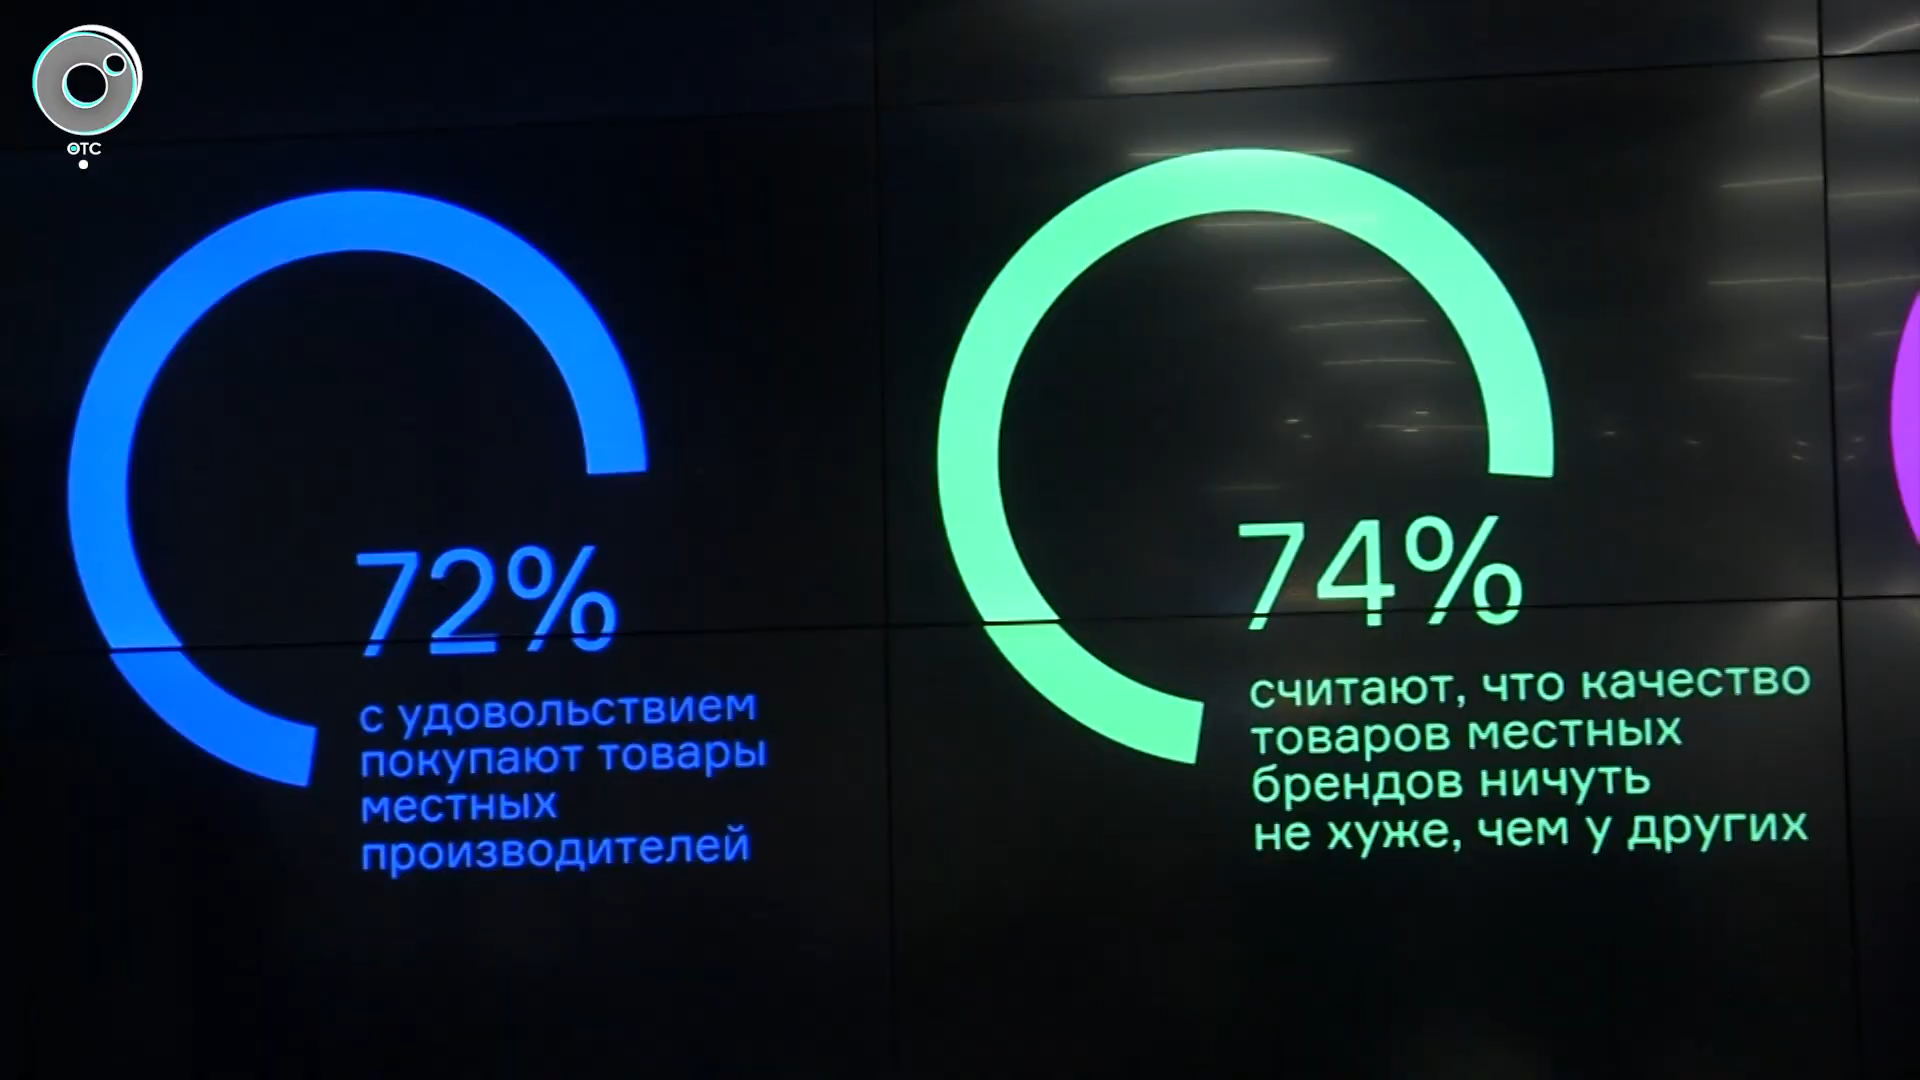 ОТС
72%
с удовольствием
покупают товары
местных
производителей
74%
считают, что качество
товаров местных
брендов ничуть
не хуже, чем у других